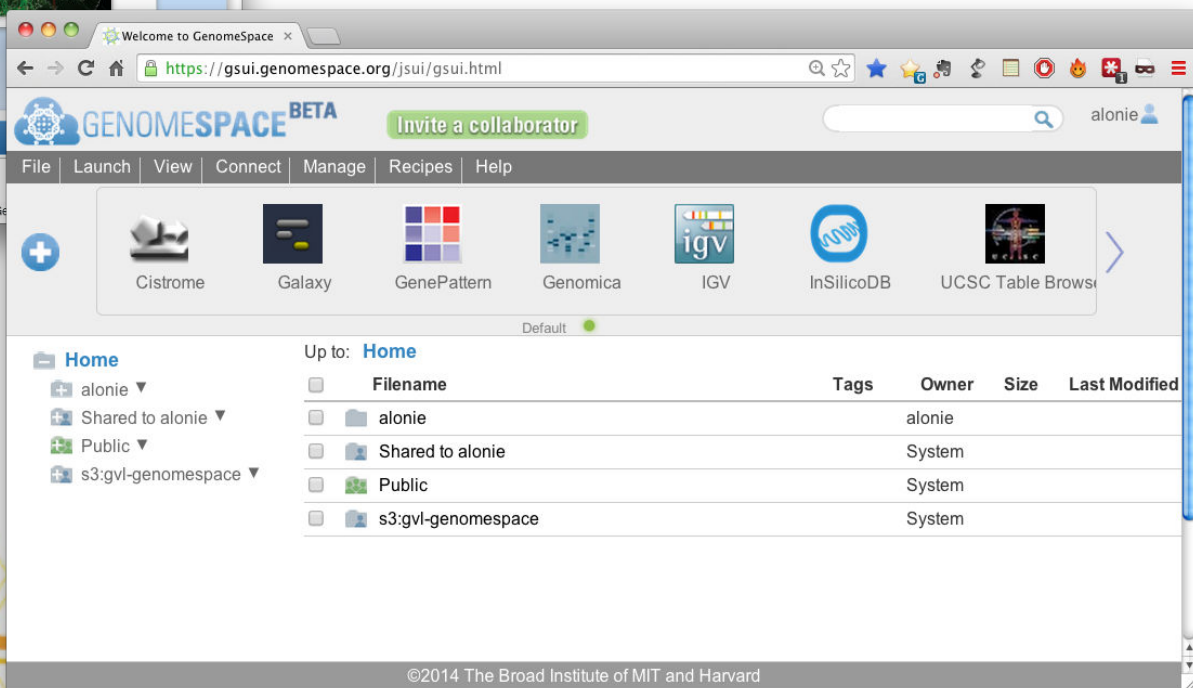 Welcome to GenomeSpace ×
https://gsui.genomespace.org/jsui/gsui.html
GENOMESPACE BETA
Invite a collaborator
alonie
File Launch View Connect Manage Recipes Help
igv
ucsc
Cistrome Galaxy GenePattern Genomica IGV InSilicoDB UCSC Table Browse
Default
Home
alonie
Shared to alonie
Public
s3:gvl-genomespace
Up to: Home
Filename Tags Owner Size Last Modified
alonie alonie
Shared to alonie System
Public System
s3:gvl-genomespace System
©2014 The Broad Institute of MIT and Harvard